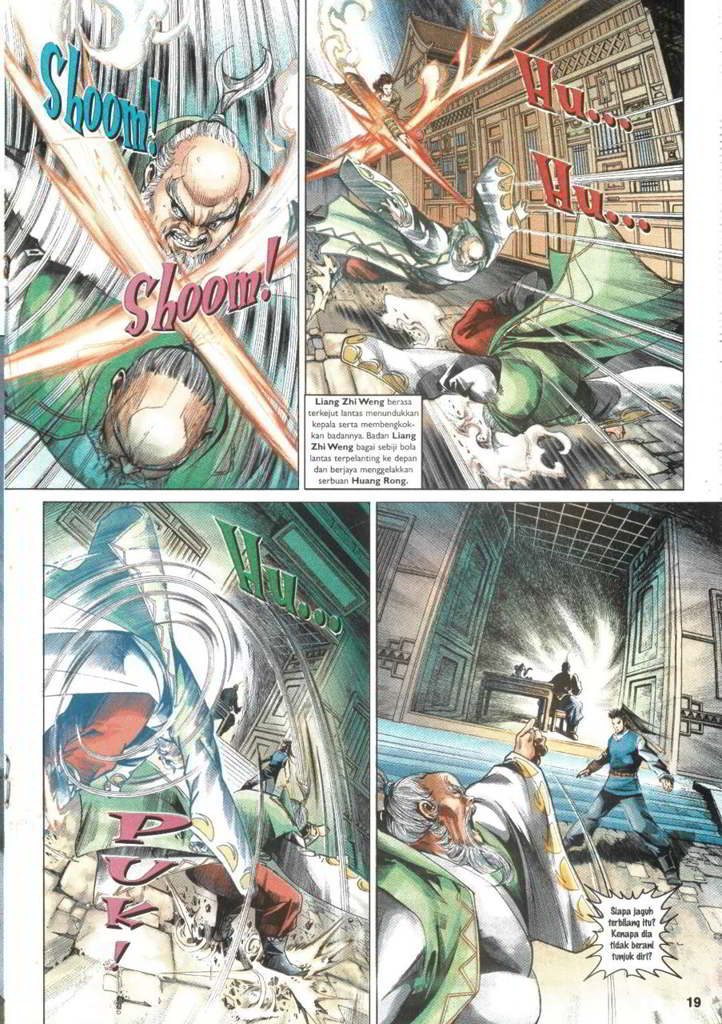 Shoom!
Shoom!
Hu...
Hu...
Liang Zhi Weng berasa
terkejut lantas menundukkan
kepala serta membengkok-
kan badannya. Badan Liang
Zhi Weng bagai sebiji bola
lantas terpelanting ke depan
dan berjaya menggelakkan
serbuan Huang Rong.
Hu...
PUK!
Siapa jaguh
terbilang itu?
Kenapa dia
tidak berani
tunjuk diri?
19